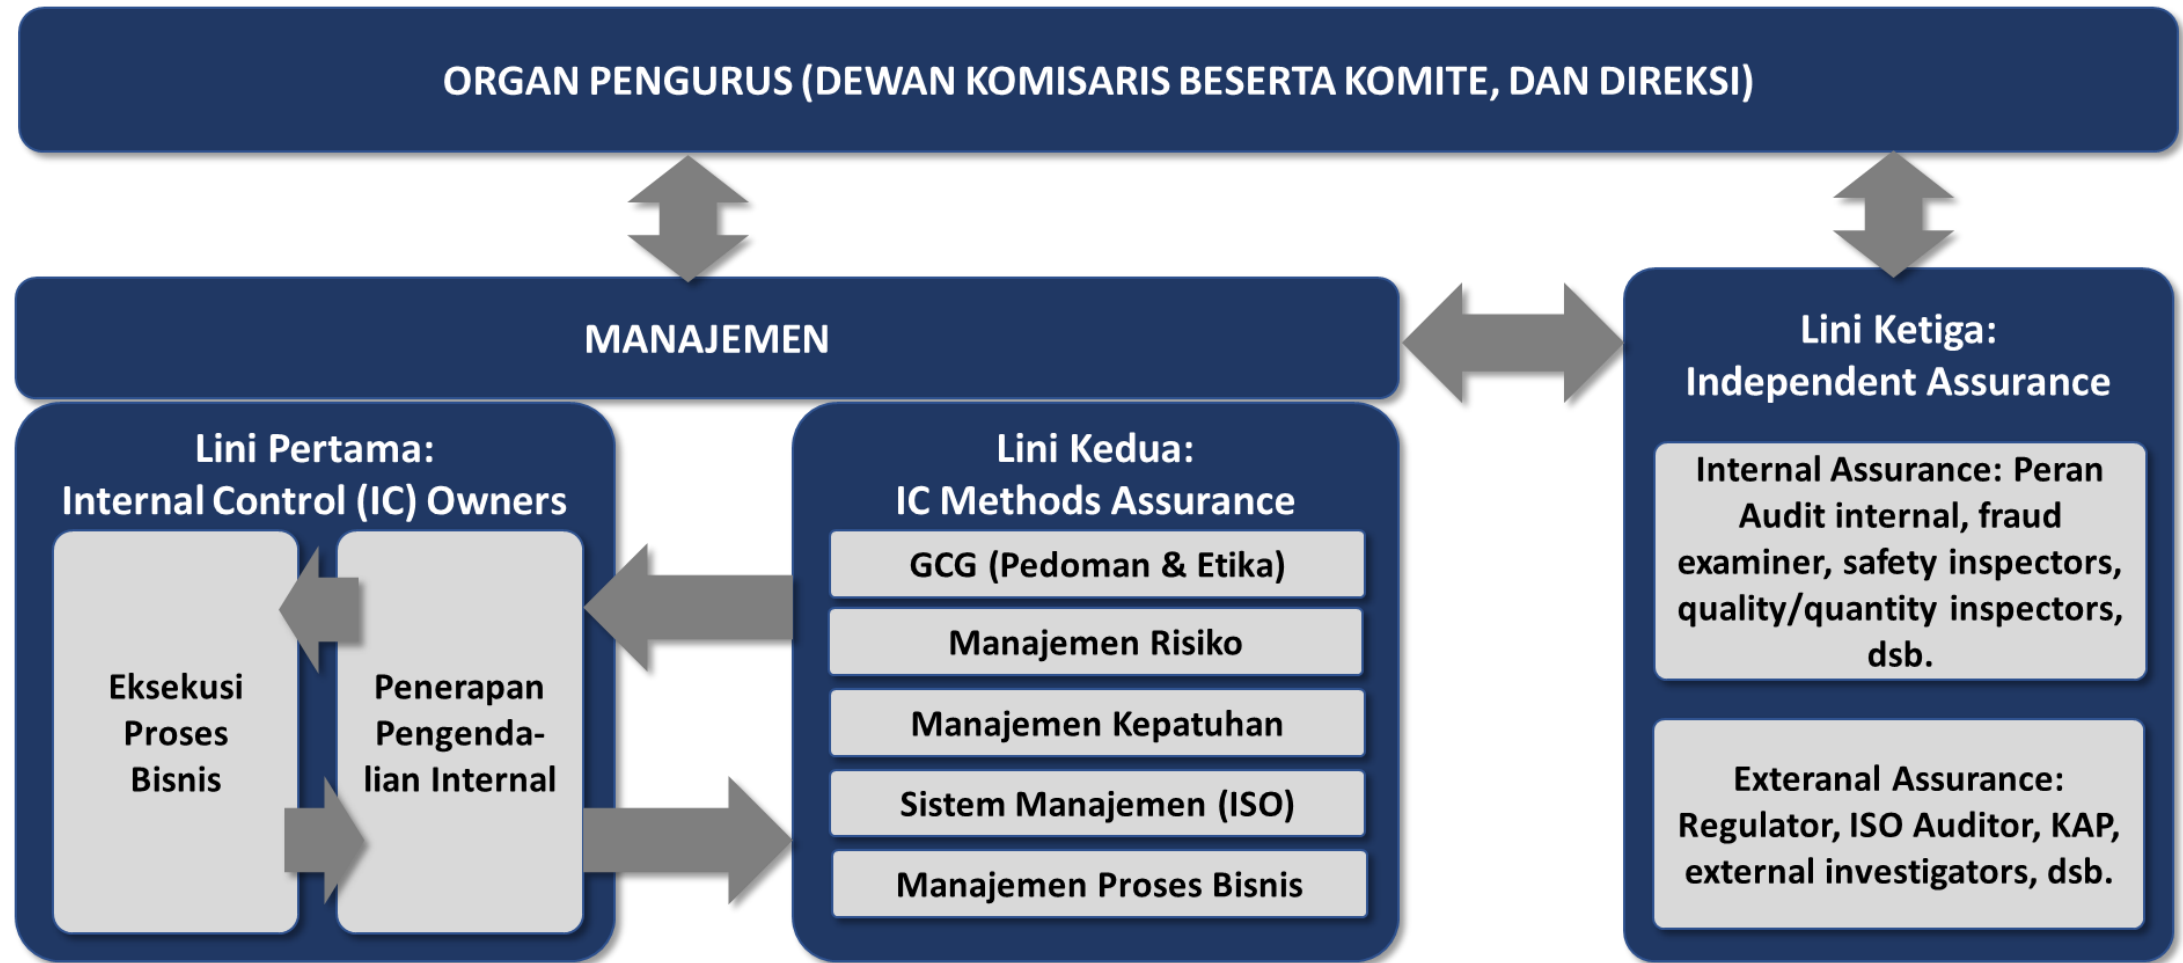 ORGAN PENGURUS (DEWAN KOMISARIS BESERTA KOMITE, DAN DIREKSI)
MANAJEMEN
Lini Pertama:
Internal Control (IC) Owners
Eksekusi
Proses
Bisnis
Penerapan
Pengenda-
lian Internal
Lini Kedua:
IC Methods Assurance
GCG (Pedoman & Etika)
Manajemen Risiko
Manajemen Kepatuhan
Sistem Manajemen (ISO)
Manajemen Proses Bisnis
Lini Ketiga:
Independent Assurance
Internal Assurance: Peran
Audit internal, fraud
examiner, safety inspectors,
quality/quantity inspectors,
dsb.
Exteranal Assurance:
Regulator, ISO Auditor, KAP,
external investigators, dsb.